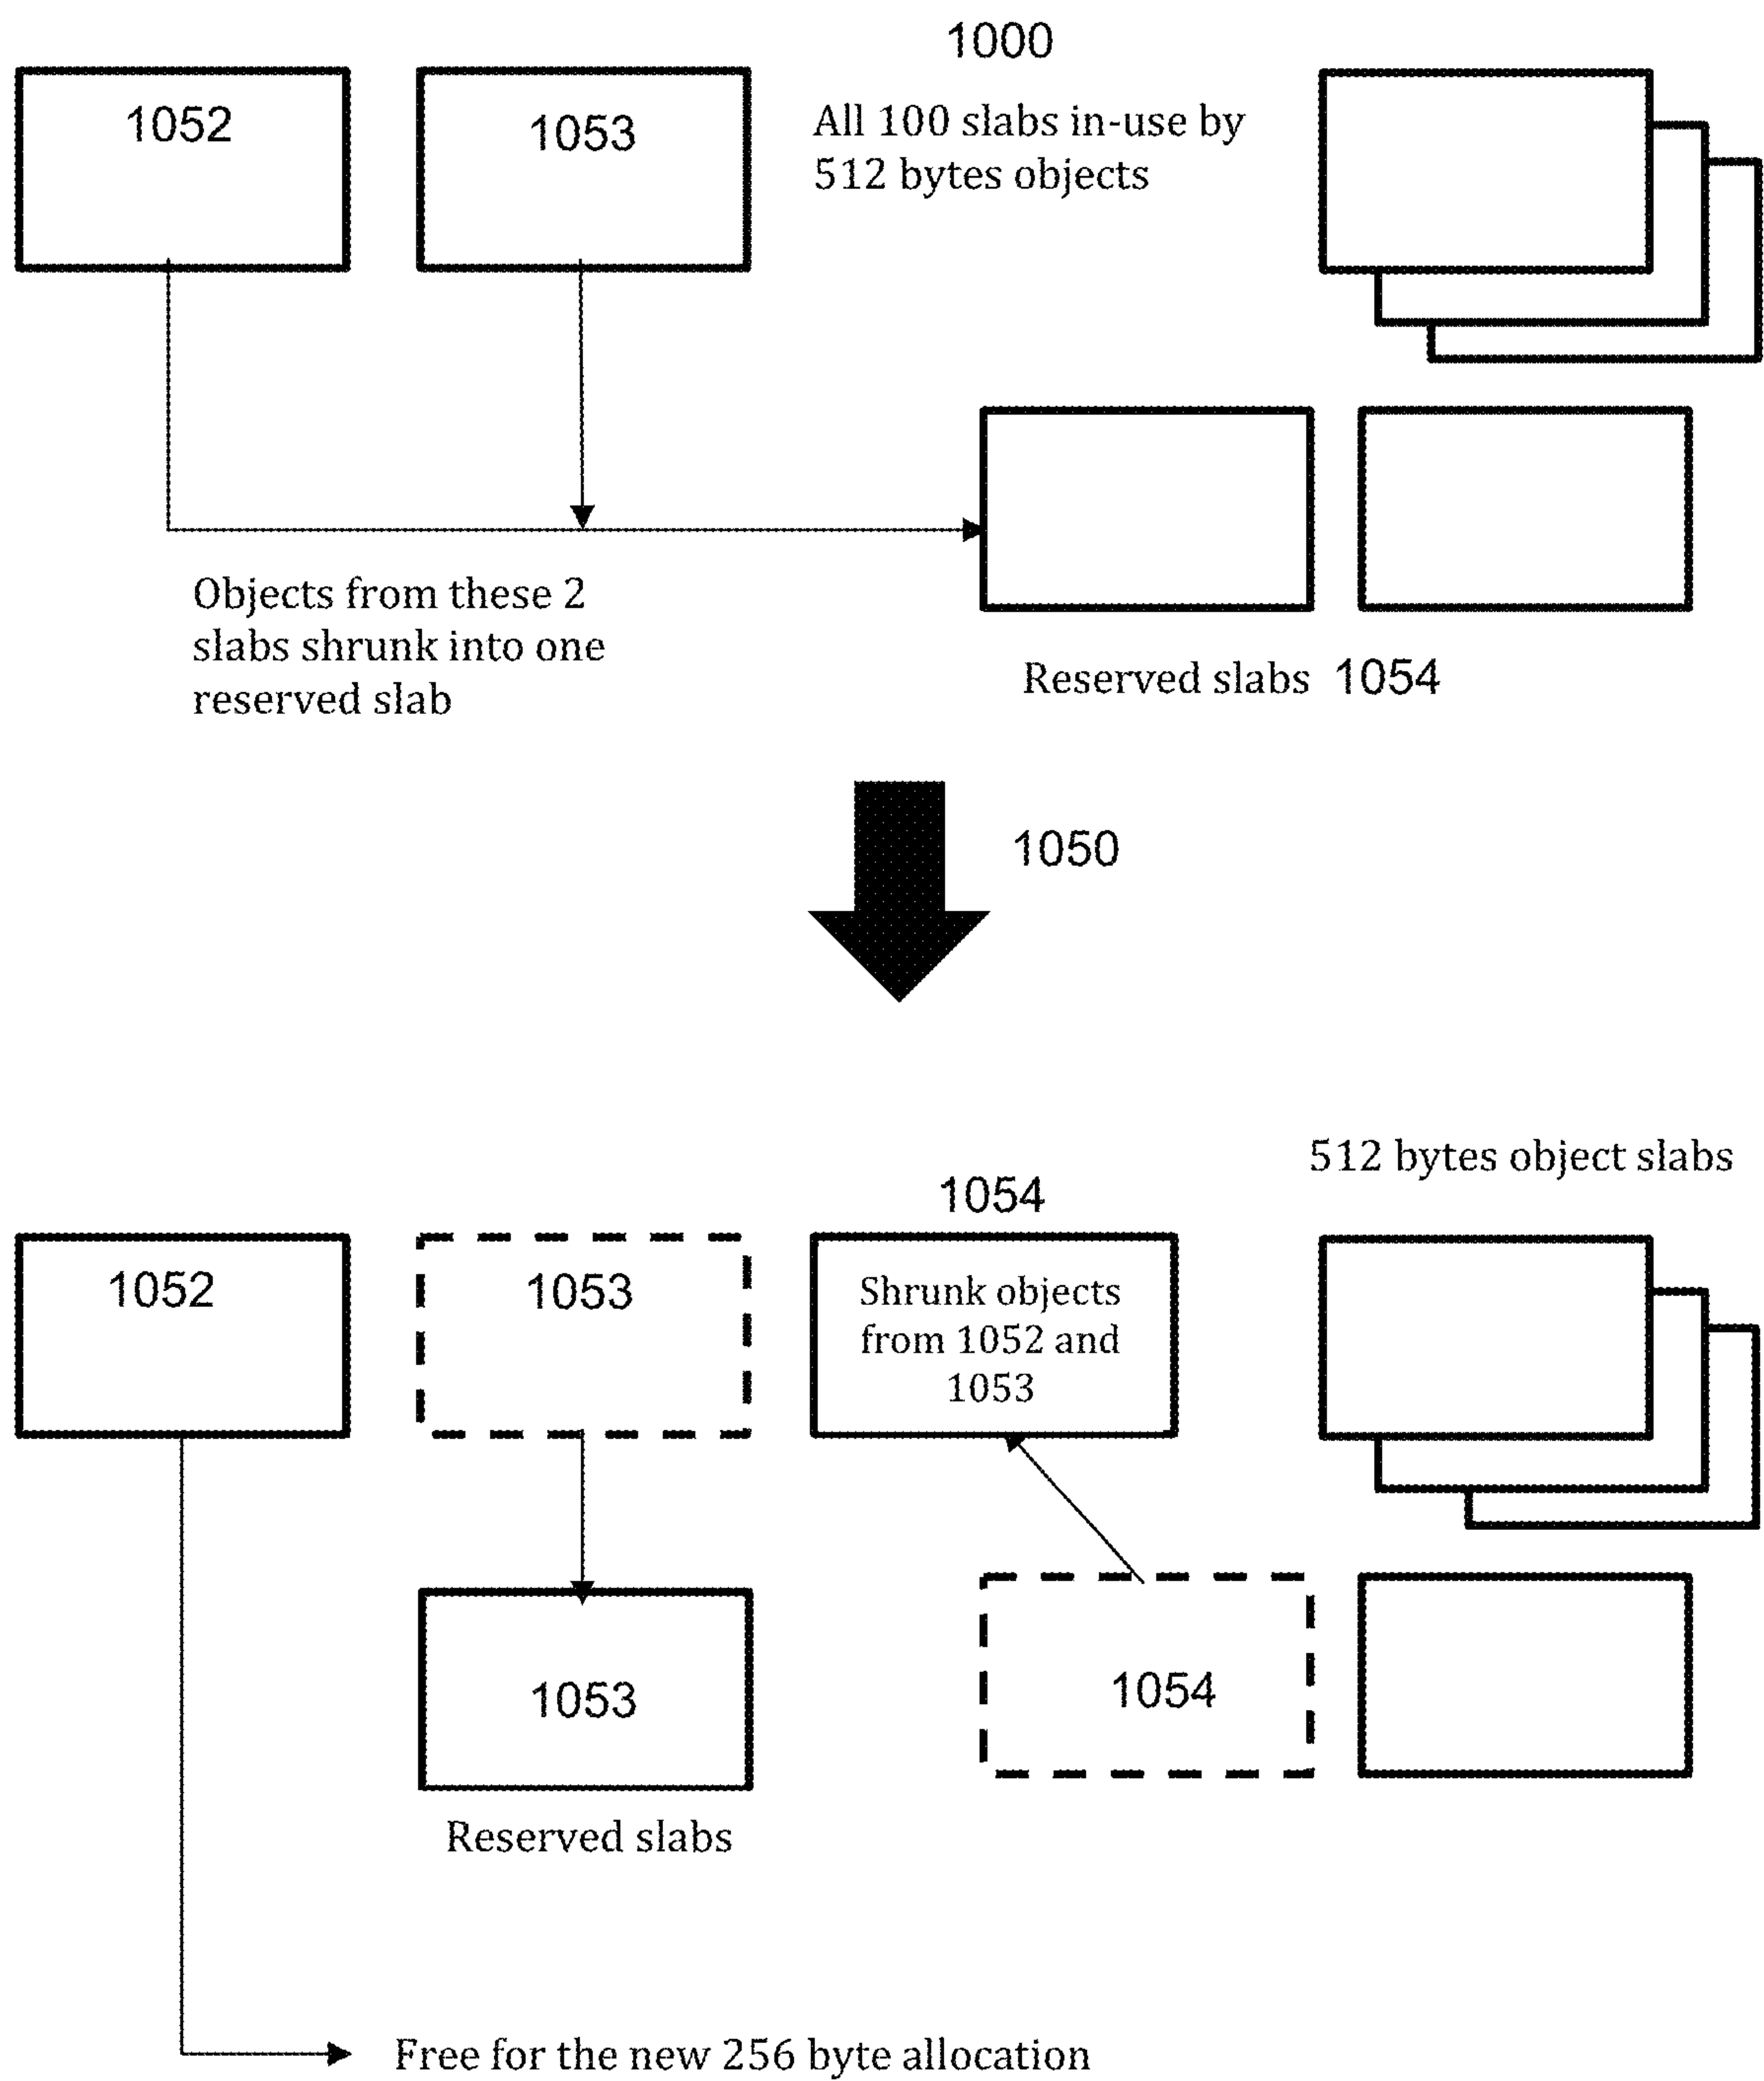 1000
1052
1053
All 100 slabs in-use by
512 bytes objects
Objects from these 2
slabs shrunk into one
reserved slab
Reserved slabs 1054
1050
512 bytes object slabs
1054
1052
1053
Shrunk objects
from 1052 and
1053
1053
1054
Reserved slabs
Free for the new 256 byte allocation